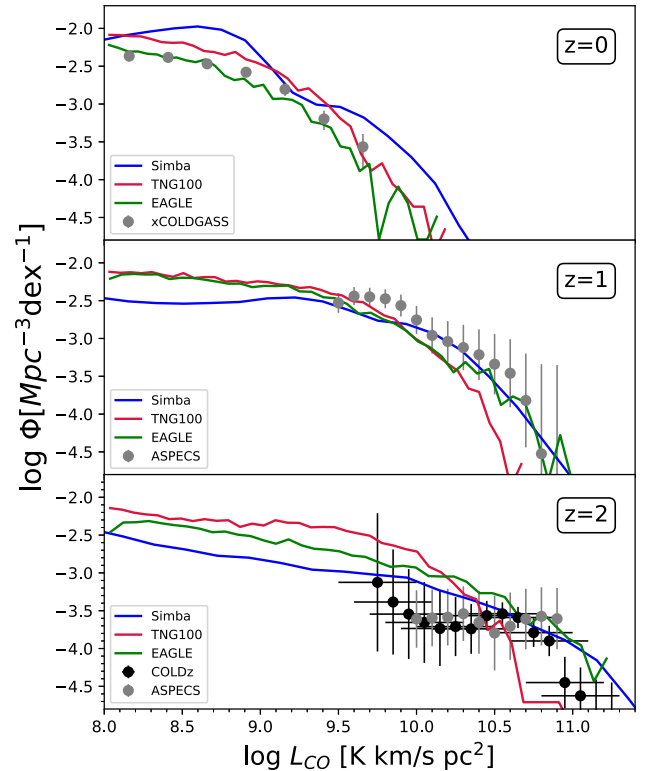 z=0
−2.0
−2.5
−3.0
−3.5
−4.0
−4.5
Simba
TNG100
EAGLE
xCOLDGASS
z=1
−2.0
−2.5
−3.0
−3.5
−4.0
−4.5
Simba
TNG100
EAGLE
ASPECS
log Φ[Mpc⁻³dex⁻¹]
z=2
−2.0
−2.5
−3.0
−3.5
−4.0
−4.5
Simba
TNG100
EAGLE
COLDz
ASPECS
8.0 8.5 9.0 9.5 10.0 10.5 11.0
log L_CO [K km/s pc²]